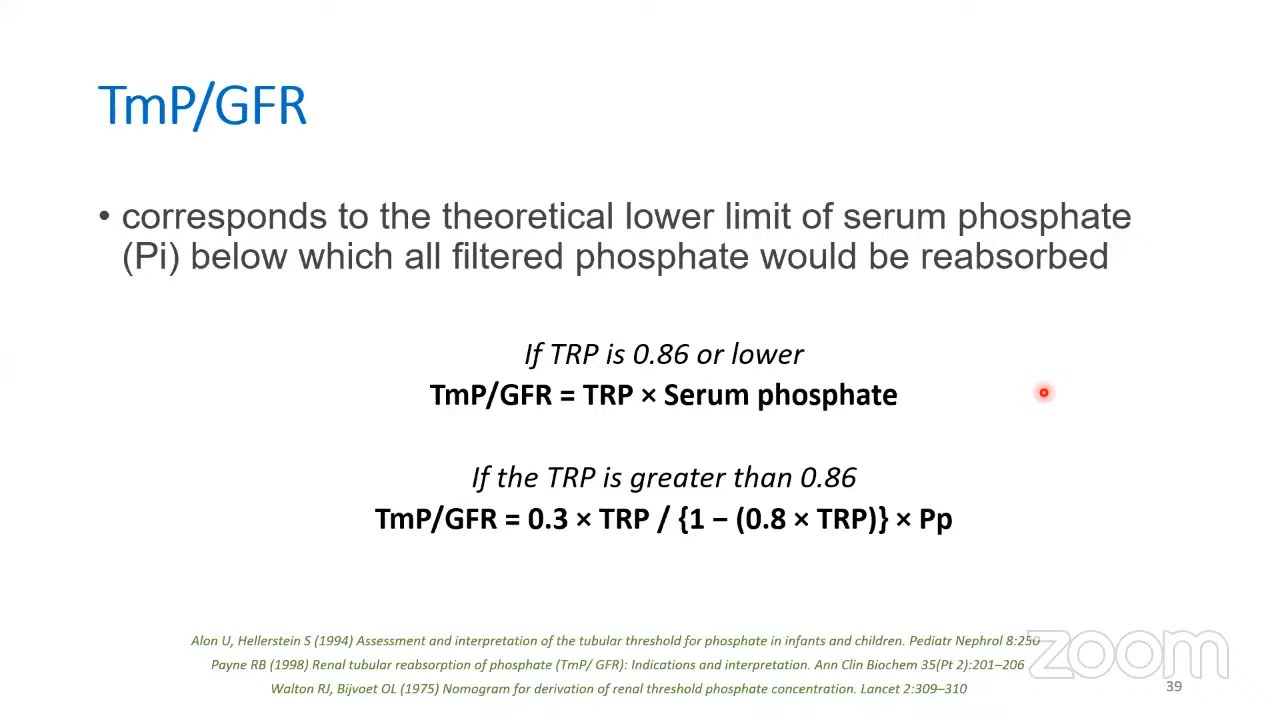 TmP/GFR
• corresponds to the theoretical lower limit of serum phosphate
(Pi) below which all filtered phosphate would be reabsorbed
If TRP is 0.86 or lower
TmP/GFR = TRP × Serum phosphate
If the TRP is greater than 0.86
TmP/GFR = 0.3 × TRP / {1 – (0.8 × TRP)} × Pp
Alon U, Hellerstein S (1994) Assessment and interpretation of the tubular threshold for phosphate in infants and children. Pediatr Nephrol 8:250
Payne RB (1998) Renal tubular reabsorption of phosphate (TmP/ GFR): Indications and interpretation. Ann Clin Biochem 35(Pt 2):201–206
Walton RJ, Bijvoet OL (1975) Nomogram for derivation of renal threshold phosphate concentration. Lancet 2:309–310
zoom
39